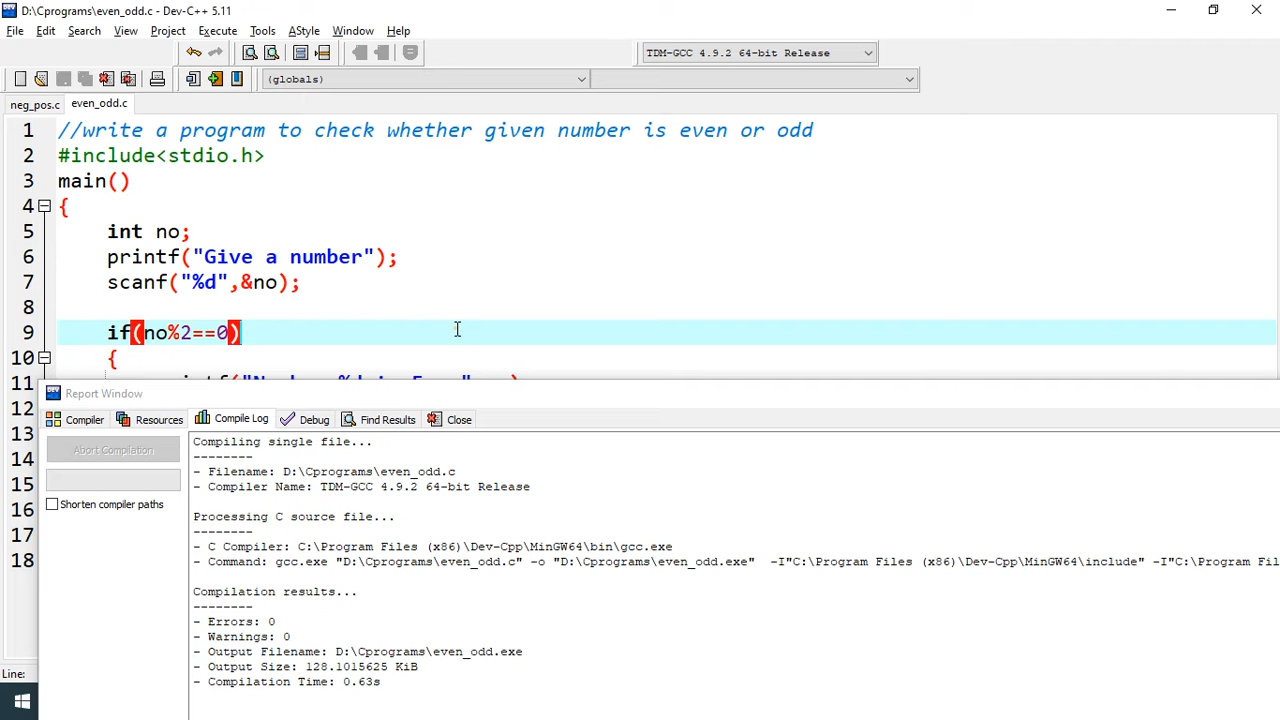 D:\Cprograms\even_odd.c - Dev-C++ 5.11
File Edit Search View Project Execute Tools AStyle Window Help
TDM-GCC 4.9.2 64-bit Release
(globals)
neg_pos.c even_odd.c
1 //write a program to check whether given number is even or odd
2 #include<stdio.h>
3 main()
4 {
5 int no;
6 printf("Give a number");
7 scanf("%d",&no);
8
9 if(no%2==0)
10 {
11
12
13
14
15
16
17
18
Report Window
Compiler Resources Compile Log Debug Find Results Close
Abort Compilation
Shorten compiler paths
Compiling single file...
--------
- Filename: D:\Cprograms\even_odd.c
- Compiler Name: TDM-GCC 4.9.2 64-bit Release
Processing C source file...
--------
- C Compiler: C:\Program Files (x86)\Dev-Cpp\MinGW64\bin\gcc.exe
- Command: gcc.exe "D:\Cprograms\even_odd.c" -o "D:\Cprograms\even_odd.exe" -I"C:\Program Files (x86)\Dev-Cpp\MinGW64\include" -I"C:\Program Fil
Compilation results...
--------
- Errors: 0
- Warnings: 0
- Output Filename: D:\Cprograms\even_odd.exe
- Output Size: 128.1015625 KiB
- Compilation Time: 0.63s
Line: